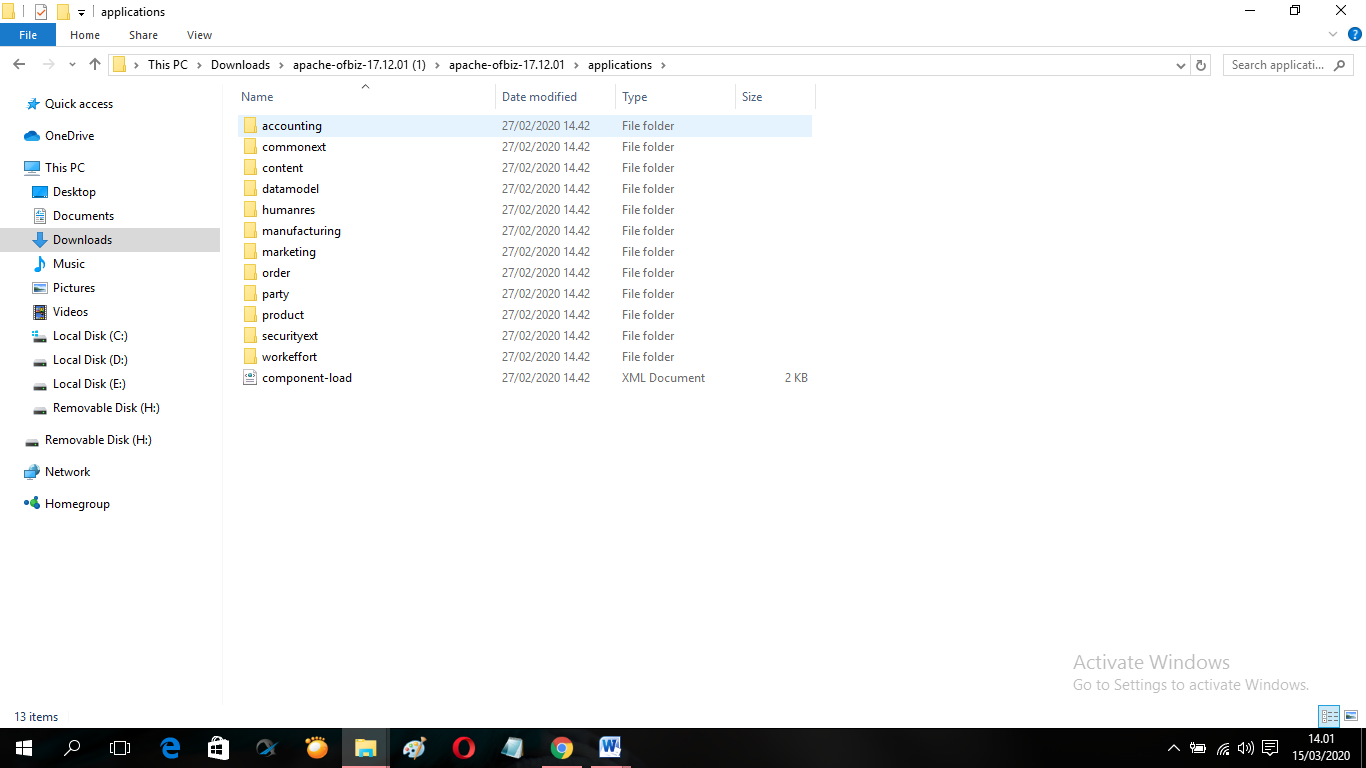 applications
File Home Share View
This PC Downloads apache-ofbiz-17.12.01 (1) apache-ofbiz-17.12.01 applications
Search applicati...
Name Date modified Type Size
Quick access
OneDrive
This PC
Desktop
Documents
Downloads
Music
Pictures
Videos
Local Disk (C:)
Local Disk (D:)
Local Disk (E:)
Removable Disk (H:)
Removable Disk (H:)
Network
Homegroup
accounting 27/02/2020 14.42 File folder
commonext 27/02/2020 14.42 File folder
content 27/02/2020 14.42 File folder
datamodel 27/02/2020 14.42 File folder
humanres 27/02/2020 14.42 File folder
manufacturing 27/02/2020 14.42 File folder
marketing 27/02/2020 14.42 File folder
order 27/02/2020 14.42 File folder
party 27/02/2020 14.42 File folder
product 27/02/2020 14.42 File folder
securityext 27/02/2020 14.42 File folder
workeffort 27/02/2020 14.42 File folder
component-load 27/02/2020 14.42 XML Document 2 KB
Activate Windows
Go to Settings to activate Windows.
13 items
14.01
15/03/2020